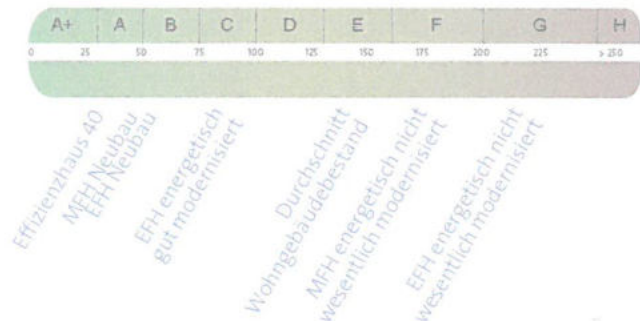 A+ A B C D E F G H
0 25 50 75 100 125 150 175 200 225 > 250
Effizienzhaus 40
MFH Neubau
EFH Neubau
EFH energetisch
gut modernisiert
Durchschnitt
Wohngebäudebestand
MFH energetisch nicht
wesentlich modernisiert
EFH energetisch nicht
wesentlich modernisiert